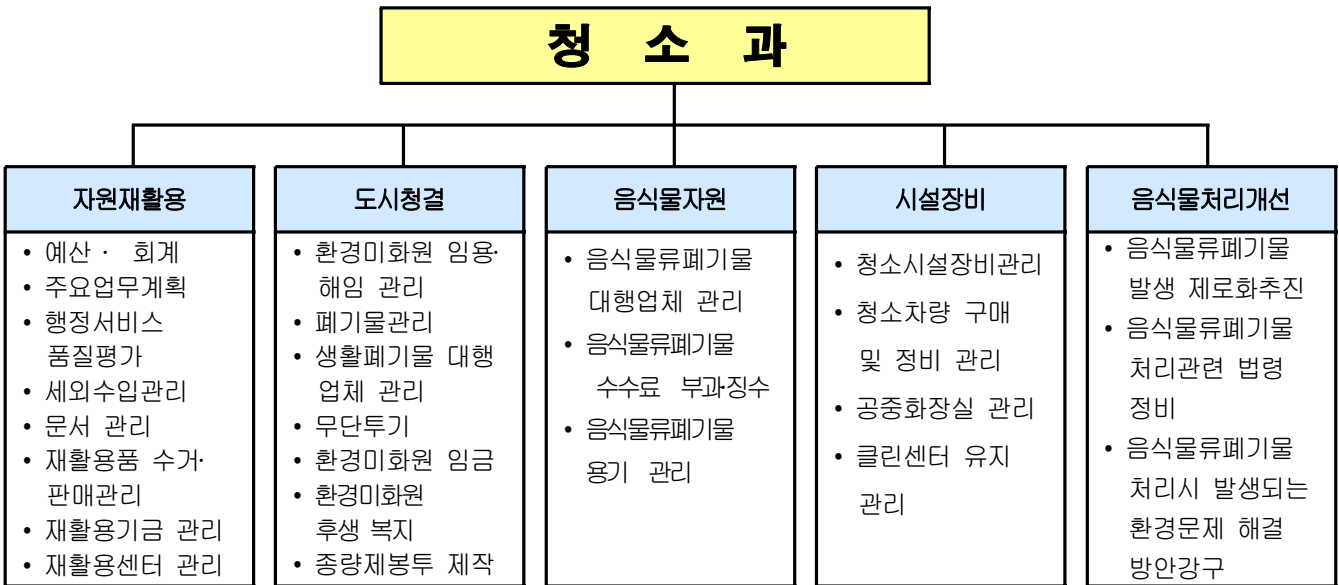 청 소 과
자원재활용
• 예산 · 회계
• 주요업무계획
• 행정서비스
품질평가
• 세외수입관리
• 문서 관리
• 재활용품 수거·
판매관리
• 재활용기금 관리
• 재활용센터 관리
도시청결
• 환경미화원 임용·
해임 관리
• 폐기물관리
• 생활폐기물 대행
업체 관리
• 무단투기
• 환경미화원 임금
• 환경미화원
후생 복지
• 종량제봉투 제작
음식물자원
• 음식물류폐기물
대행업체 관리
• 음식물류폐기물
수수료 부과·징수
• 음식물류폐기물
용기 관리
시설장비
• 청소시설장비관리
• 청소차량 구매
및 정비 관리
• 공중화장실 관리
• 클린센터 유지
관리
음식물처리개선
• 음식물류폐기물
발생 제로화추진
• 음식물류폐기물
처리관련 법령
정비
• 음식물류폐기물
처리시 발생되는
환경문제 해결
방안강구